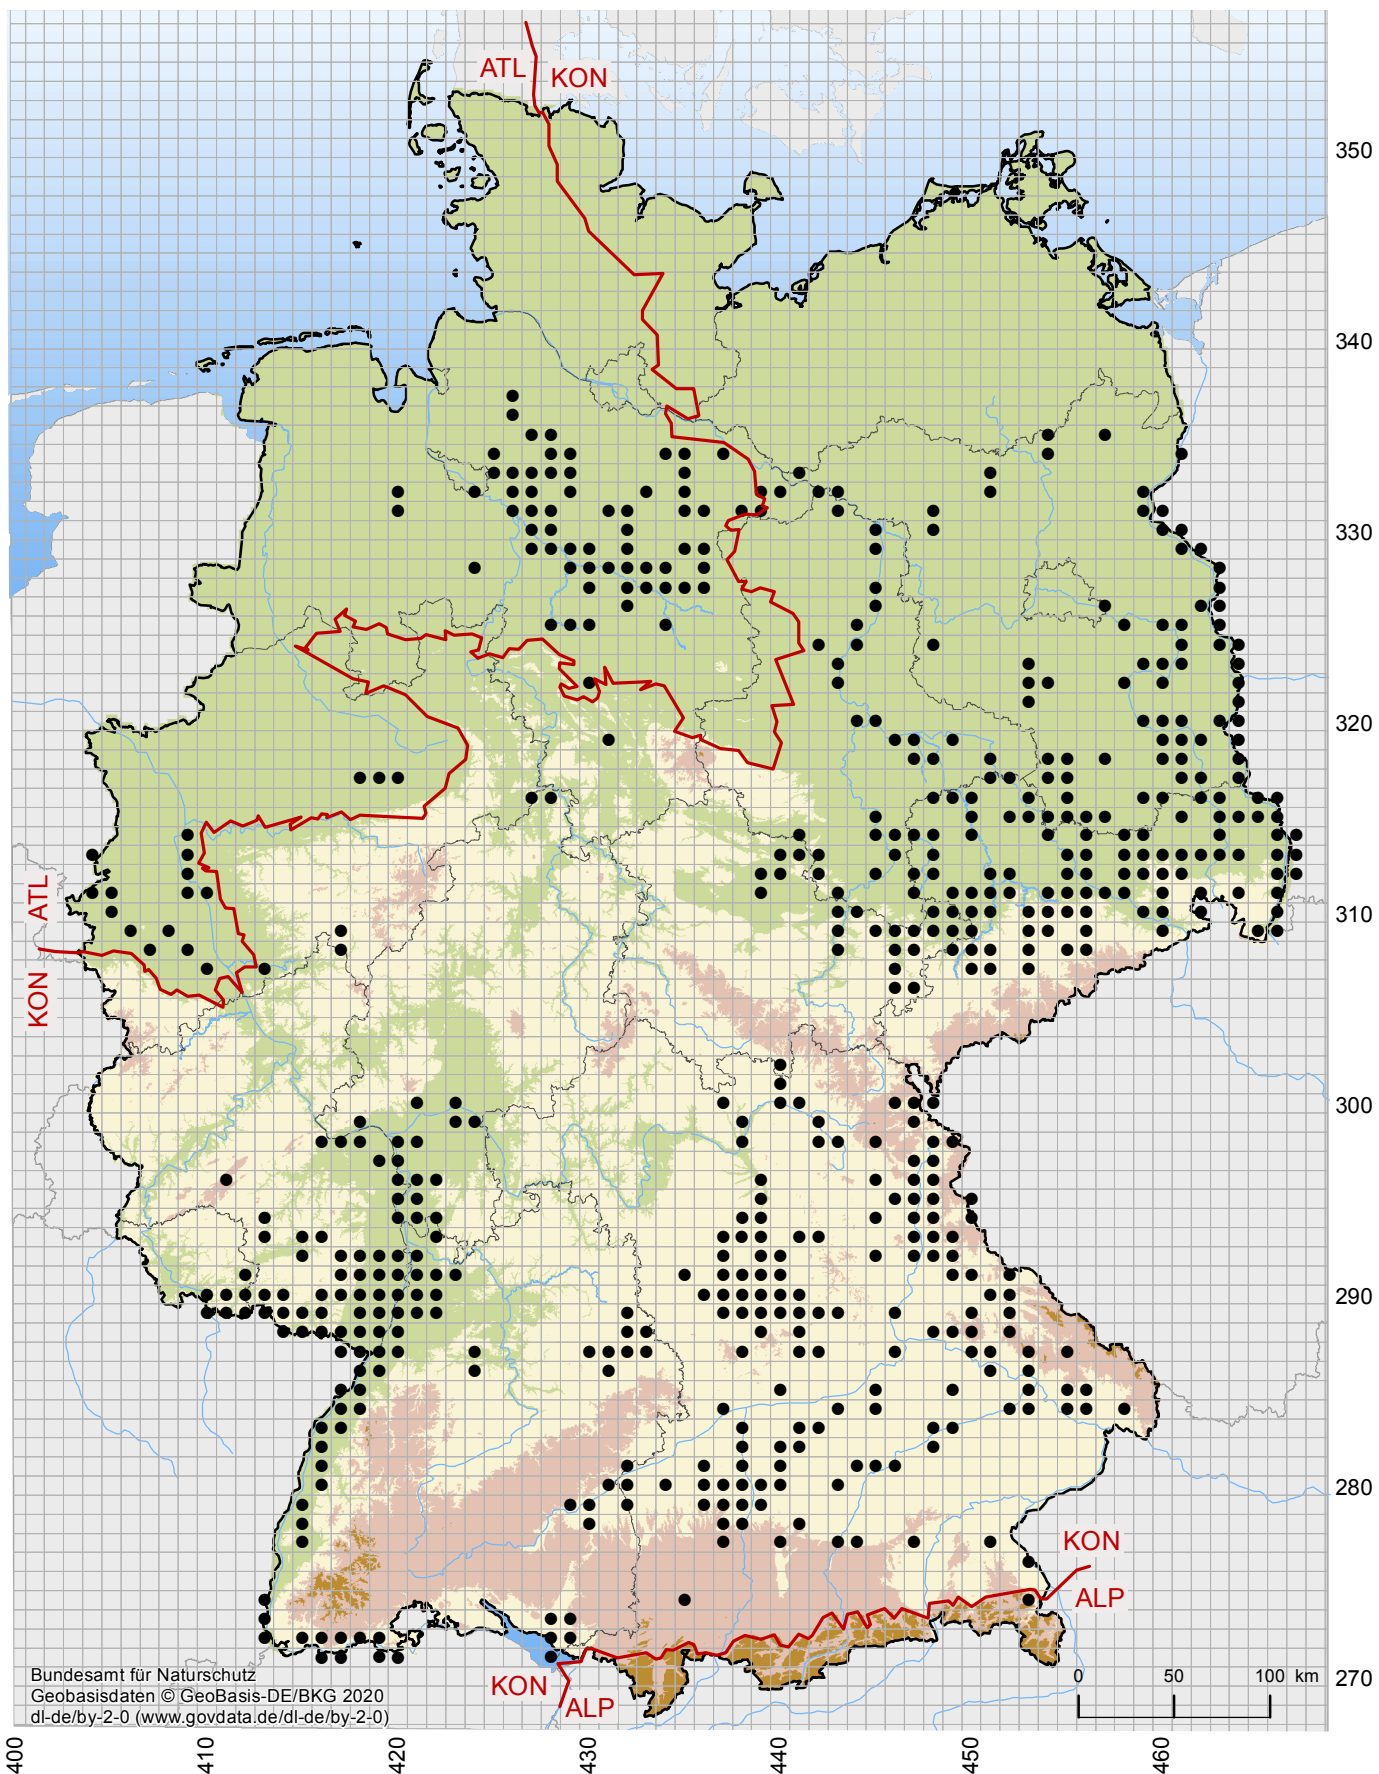 ATL
KON
350
340
330
320
310
300
290
280
270
ATL
KON
KON
ALP
KON
ALP
Bundesamt für Naturschutz
Geobasisdaten © GeoBasis-DE/BKG 2020
dl-de/by-2-0 (www.govdata.de/dl-de/by-2-0)
0 50 100 km
400 410 420 430 440 450 460